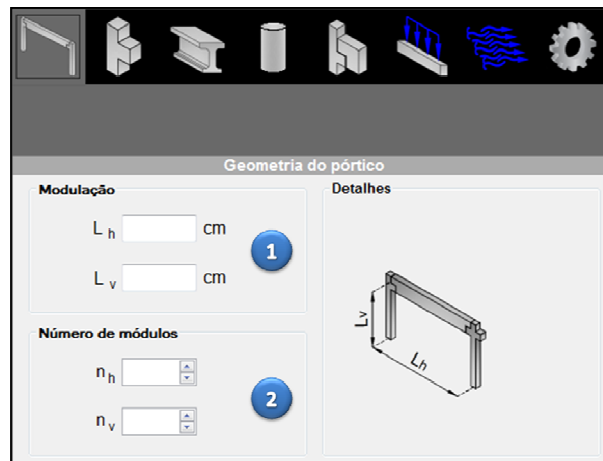 Geometria do pórtico
Modulação
L h cm
L v cm
1
Número de módulos
n h
n v
2
Detalhes
Lv
Lh